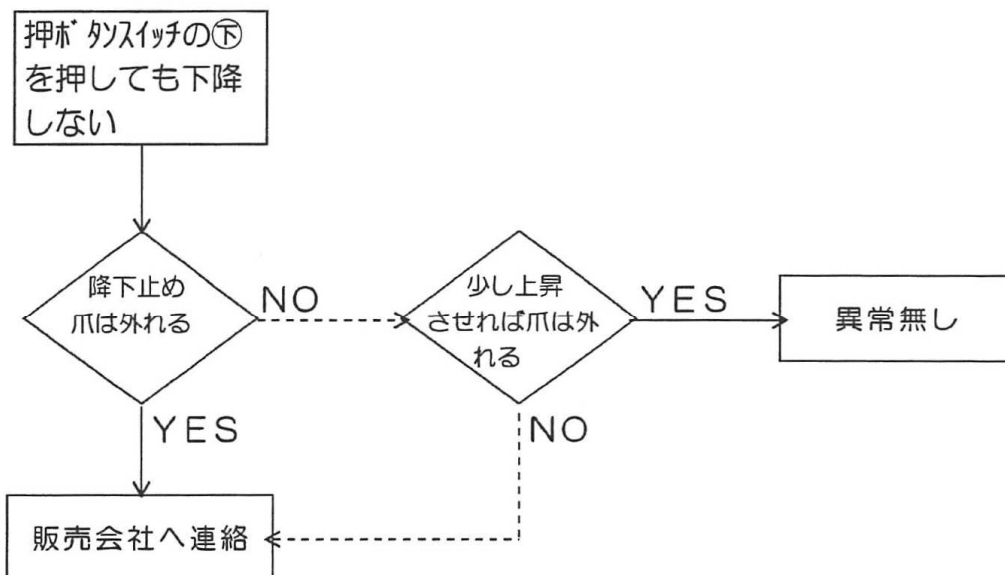 押ﾎﾞﾀﾝｽｲｯﾁの㊦
を押しても下降
しない
降下止め
爪は外れる
NO
少し上昇
させれば爪は外
れる
YES
異常無し
YES
NO
販売会社へ連絡